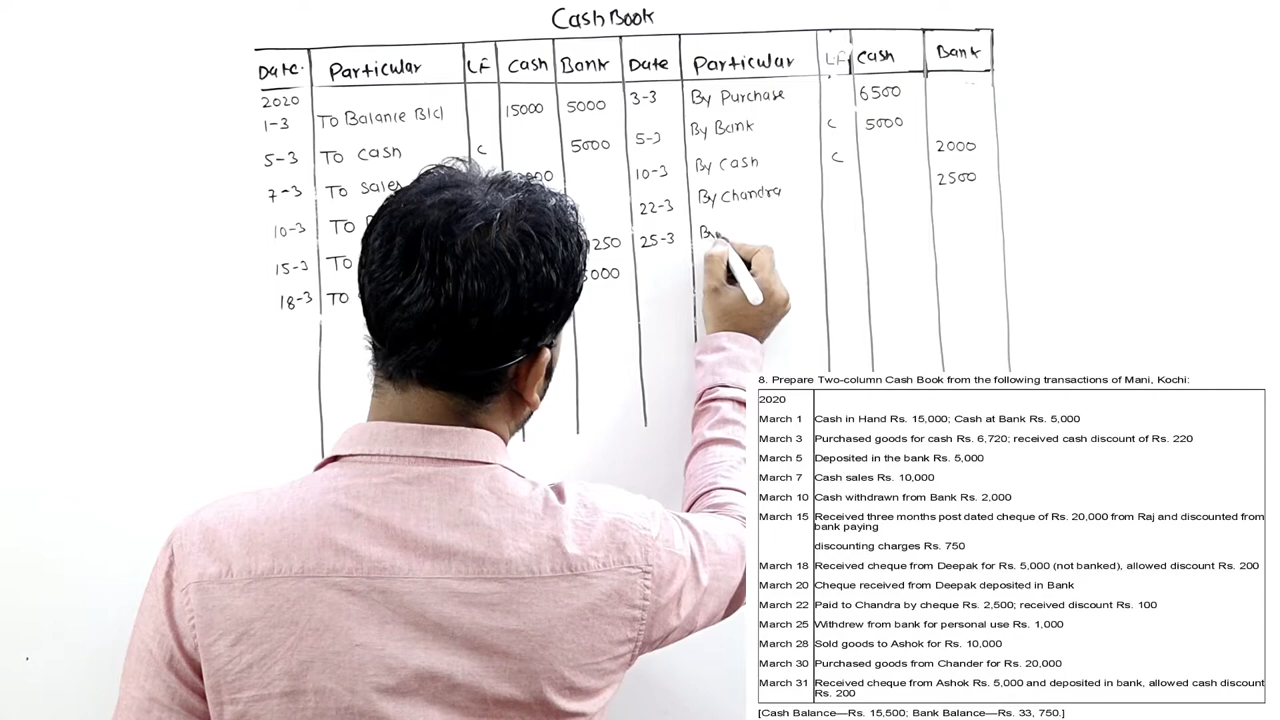 Cash Book
Date. Particular LF Cash Bank Date Particular LF Cash Bank
2020
1-3 To Balance B|d 15000 5000 3-3 By Purchase 6500
5-3 To Cash C 5000 5-3 By Bank C 5000
7-3 To Sales 10-3 By Cash C 2000
10-3 To 22-3 By Chandra 2500
15-3 To 25-3 By
18-3 To
8. Prepare Two-column Cash Book from the following transactions of Mani, Kochi:
2020
March 1 Cash in Hand Rs. 15,000; Cash at Bank Rs. 5,000
March 3 Purchased goods for cash Rs. 6,720; received cash discount of Rs. 220
March 5 Deposited in the bank Rs. 5,000
March 7 Cash sales Rs. 10,000
March 10 Cash withdrawn from Bank Rs. 2,000
March 15 Received three months post dated cheque of Rs. 20,000 from Raj and discounted from
bank paying
discounting charges Rs. 750
March 18 Received cheque from Deepak for Rs. 5,000 (not banked), allowed discount Rs. 200
March 20 Cheque received from Deepak deposited in Bank
March 22 Paid to Chandra by cheque Rs. 2,500; received discount Rs. 100
March 25 Withdrew from bank for personal use Rs. 1,000
March 28 Sold goods to Ashok for Rs. 10,000
March 30 Purchased goods from Chander for Rs. 20,000
March 31 Received cheque from Ashok Rs. 5,000 and deposited in bank, allowed cash discount
Rs. 200
[Cash Balance—Rs. 15,500; Bank Balance—Rs. 33, 750.]